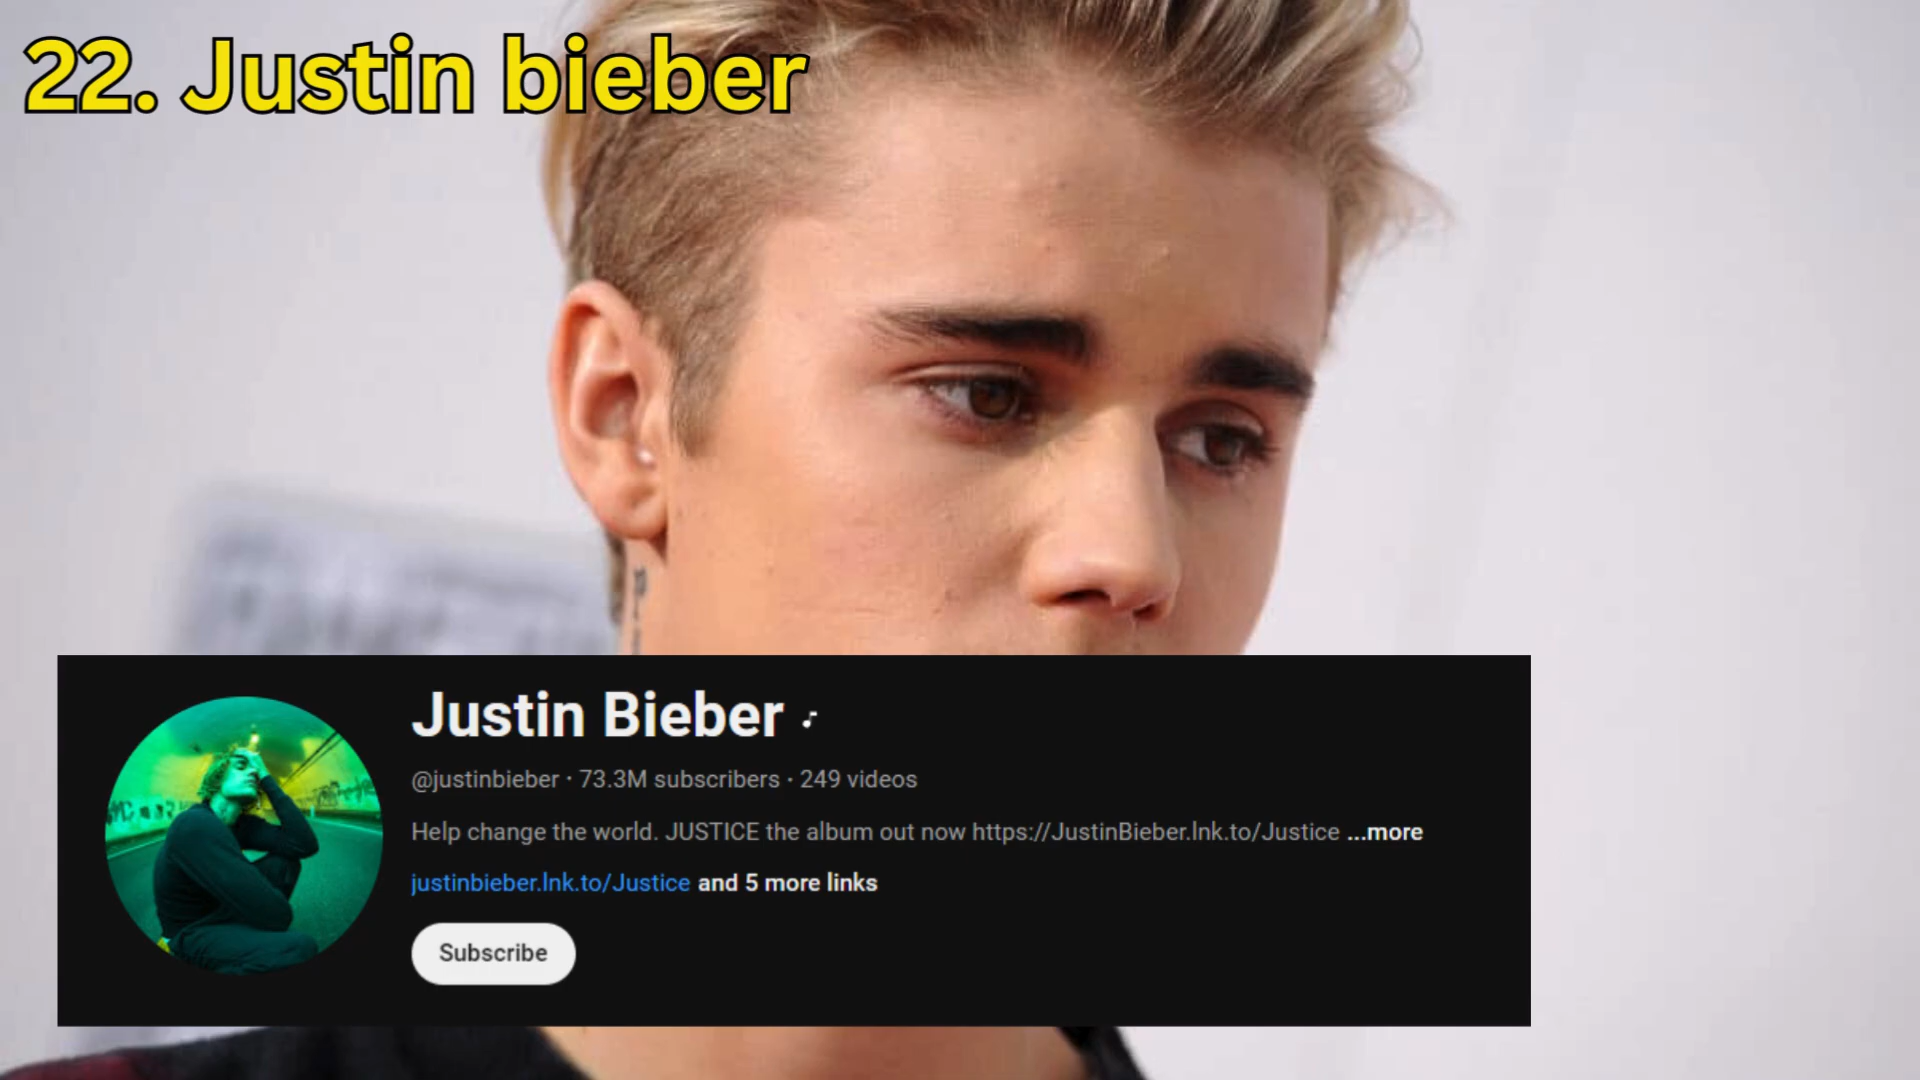 22. Justin bieber
Justin Bieber ♪
@justinbieber · 73.3M subscribers · 249 videos
Help change the world. JUSTICE the album out now https://JustinBieber.lnk.to/Justice ...more
justinbieber.lnk.to/Justice and 5 more links
Subscribe